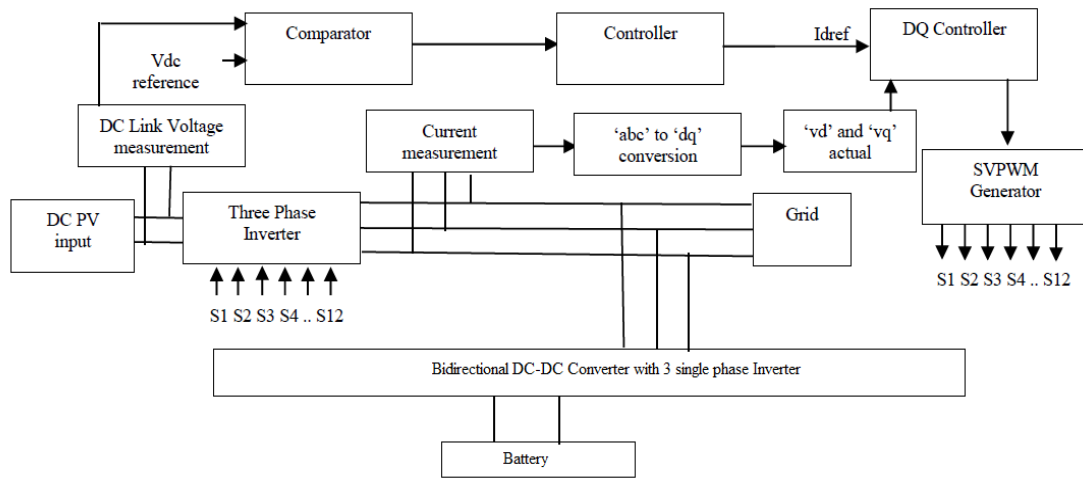 Comparator
Controller
Idref
DQ Controller
Vdc
reference
DC Link Voltage
measurement
Current
measurement
‘abc’ to ‘dq’
conversion
‘vd’ and ‘vq’
actual
SVPWM
Generator
DC PV
input
Three Phase
Inverter
Grid
S1 S2 S3 S4 .. S12
S1 S2 S3 S4 .. S12
Bidirectional DC-DC Converter with 3 single phase Inverter
Battery